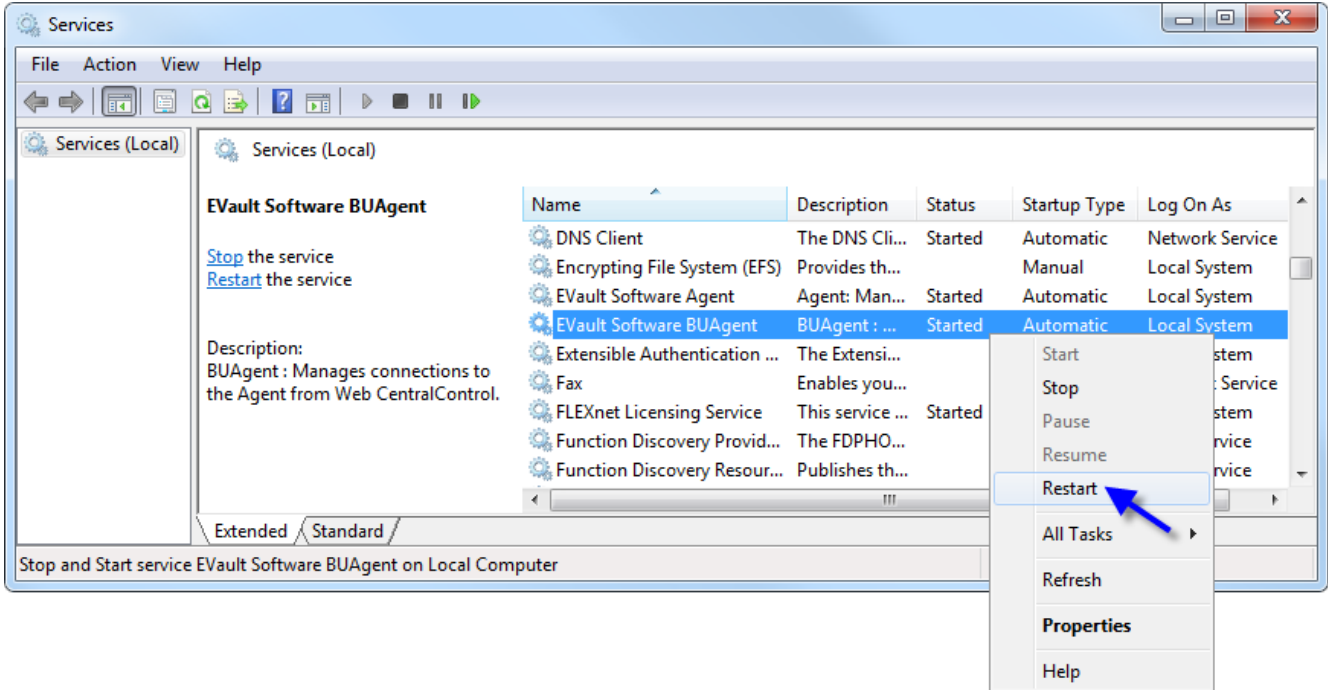 Services
File Action View Help
Services (Local)
Services (Local)
EVault Software BUAgent
Stop the service
Restart the service
Description:
BUAgent : Manages connections to
the Agent from Web CentralControl.
Name Description Status Startup Type Log On As
DNS Client The DNS Cli... Started Automatic Network Service
Encrypting File System (EFS) Provides th... Manual Local System
EVault Software Agent Agent: Man... Started Automatic Local System
EVault Software BUAgent BUAgent : ... Started Automatic Local System
Extensible Authentication ... The Extensi... stem
Fax Enables you... Service
FLEXnet Licensing Service This service ... Started stem
Function Discovery Provid... The FDPHO... rvice
Function Discovery Resour... Publishes th... rvice
Start
Stop
Pause
Resume
Restart
All Tasks
Refresh
Properties
Help
Extended Standard
Stop and Start service EVault Software BUAgent on Local Computer